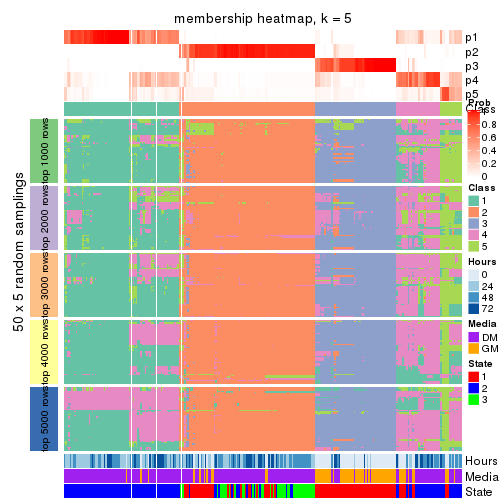 membership heatmap, k = 5
p1
p2
p3
p4
p5
Class
50 x 5 random samplings
top 1000 rows
top 2000 rows
top 3000 rows
top 4000 rows
top 5000 rows
Hours
Media
State
Prob
1
0.8
0.6
0.4
0.2
0
Class
1
2
3
4
5
Hours
0
24
48
72
Media
DM
GM
State
1
2
3